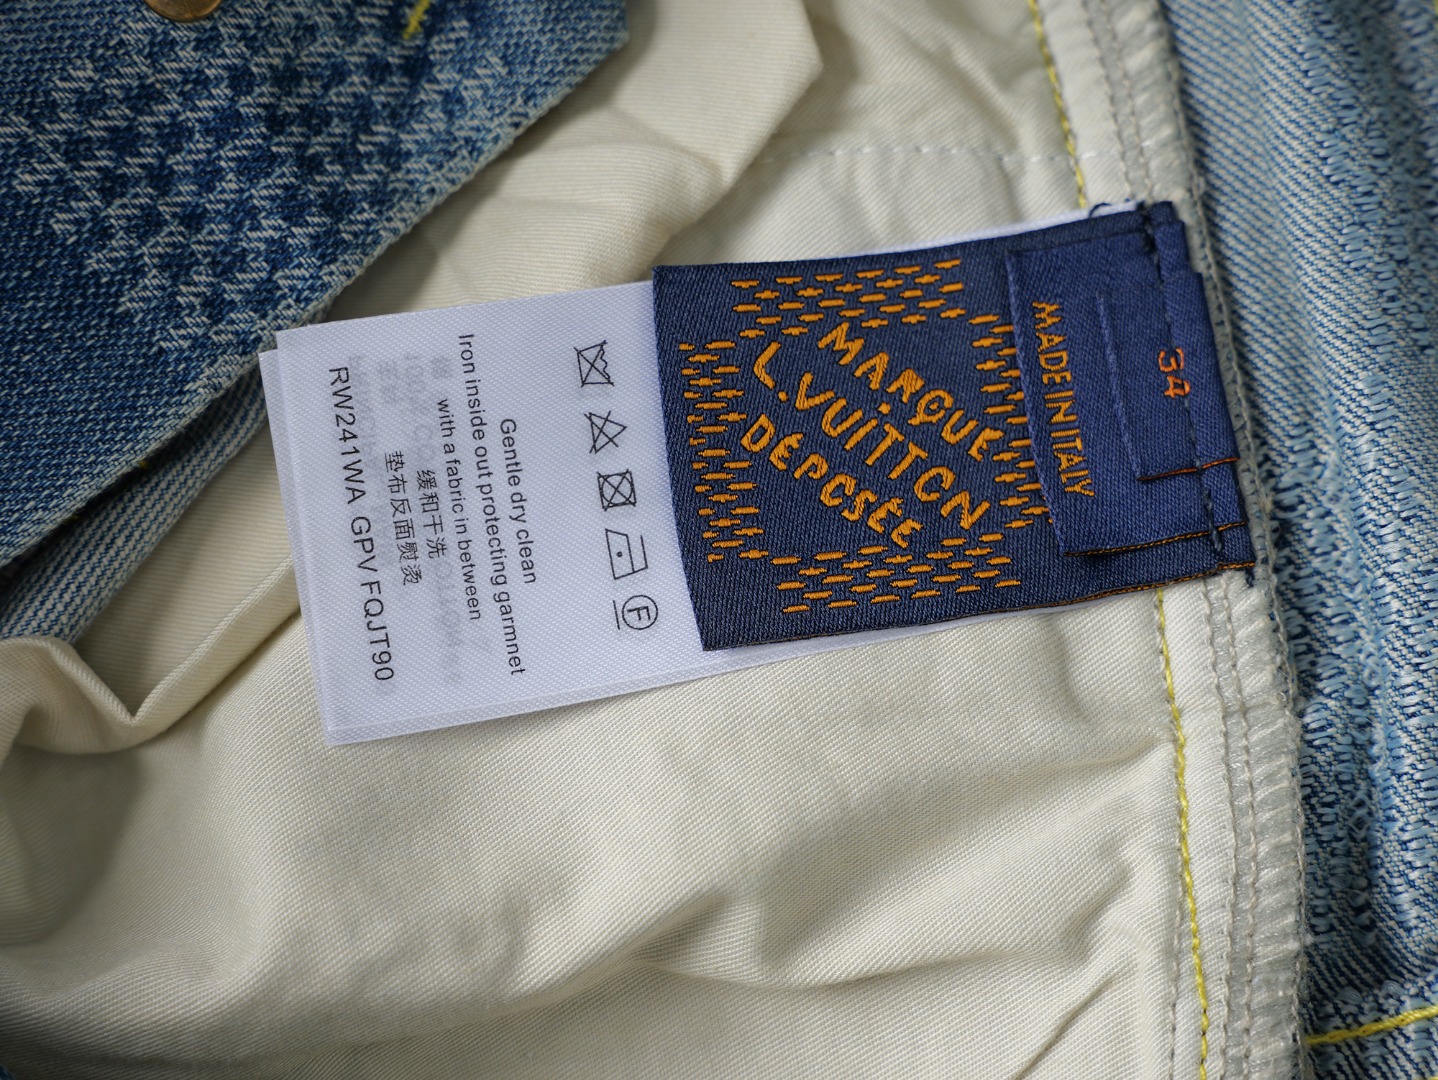 34
MADE IN ITALY
MARQUE
L.VUITTON
DÉPOSÉE
F
Gentle dry clean
Iron inside out protecting garmnet
with a fabric in between
缓和干洗
垫布反面熨烫
RW241WA GPV FQJT90